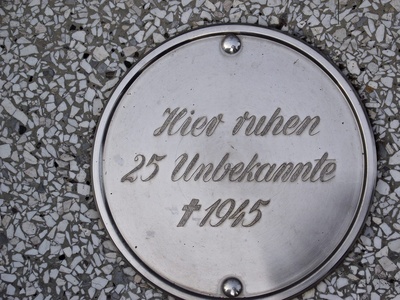 Hier ruhen
25 Unbekannte
✝1945